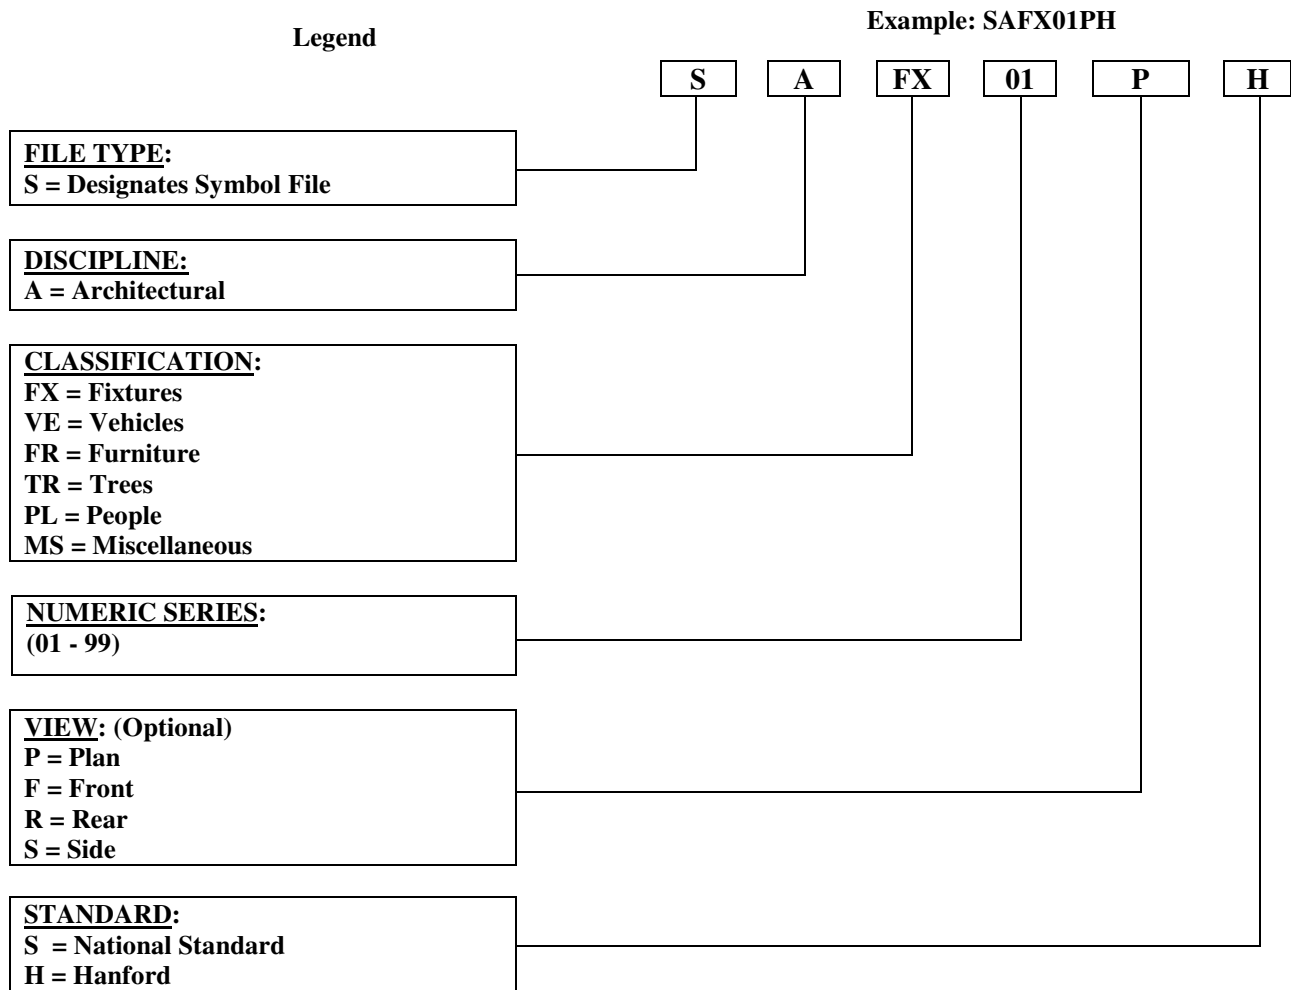 Legend
Example: SAFX01PH
S A FX 01 P H
FILE TYPE:
S = Designates Symbol File
DISCIPLINE:
A = Architectural
CLASSIFICATION:
FX = Fixtures
VE = Vehicles
FR = Furniture
TR = Trees
PL = People
MS = Miscellaneous
NUMERIC SERIES:
(01 - 99)
VIEW: (Optional)
P = Plan
F = Front
R = Rear
S = Side
STANDARD:
S = National Standard
H = Hanford